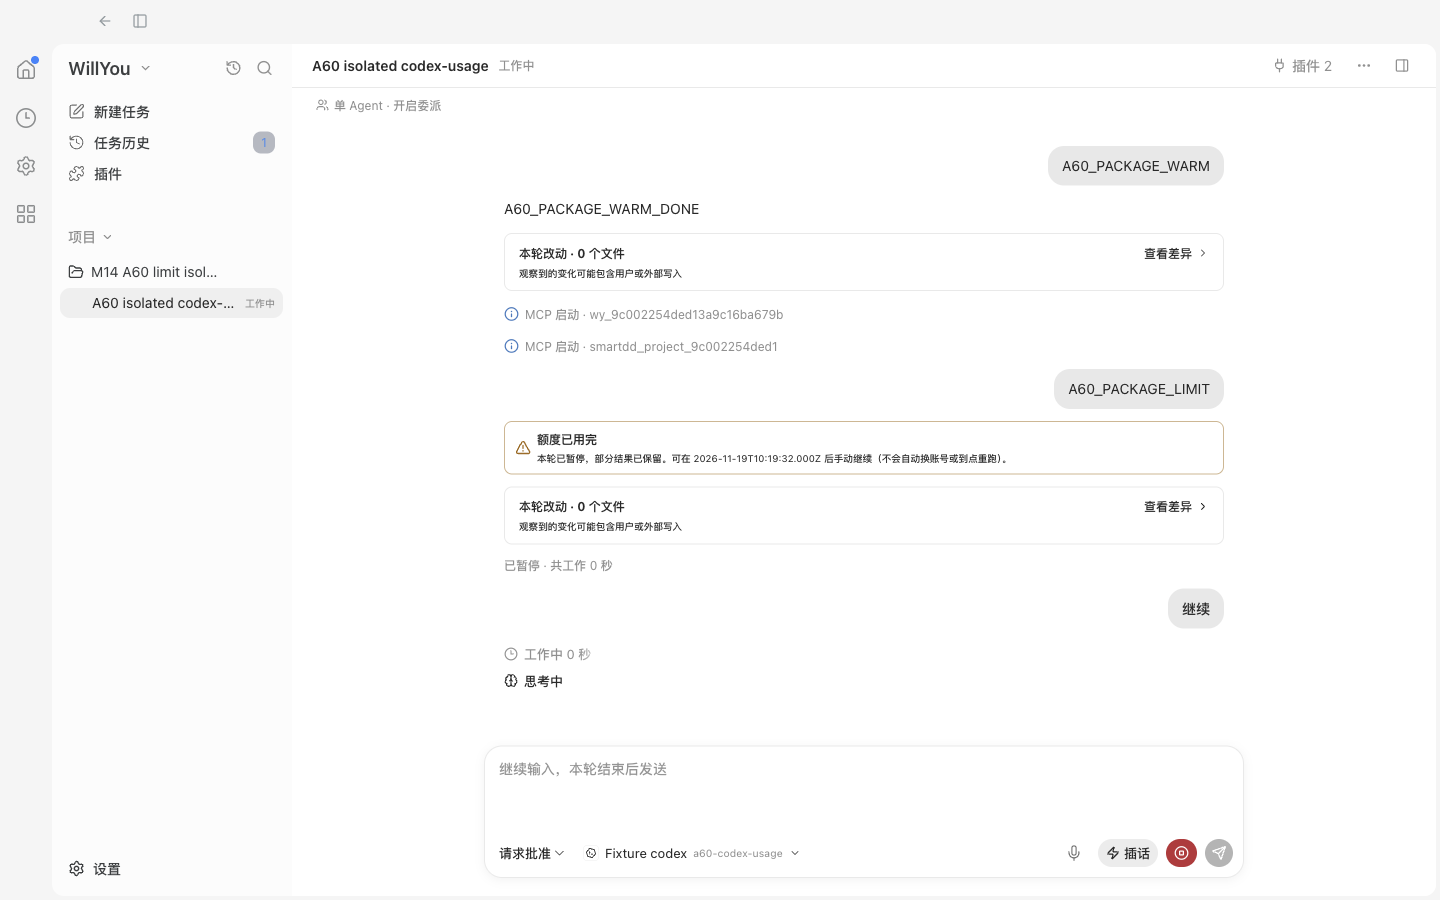 WillYou
新建任务
任务历史
1
插件
项目
M14 A60 limit isol...
A60 isolated codex-... 工作中
设置
A60 isolated codex-usage 工作中
插件 2
单 Agent · 开启委派
A60_PACKAGE_WARM
A60_PACKAGE_WARM_DONE
本轮改动 · 0 个文件
查看差异
观察到的变化可能包含用户或外部写入
MCP 启动 · wy_9c002254ded13a9c16ba679b
MCP 启动 · smartdd_project_9c002254ded1
A60_PACKAGE_LIMIT
额度已用完
本轮已暂停，部分结果已保留。可在 2026-11-19T10:19:32.000Z 后手动继续（不会自动换账号或到点重跑）。
本轮改动 · 0 个文件
查看差异
观察到的变化可能包含用户或外部写入
已暂停 · 共工作 0 秒
继续
工作中 0 秒
思考中
继续输入，本轮结束后发送
请求批准
Fixture codex a60-codex-usage
插话